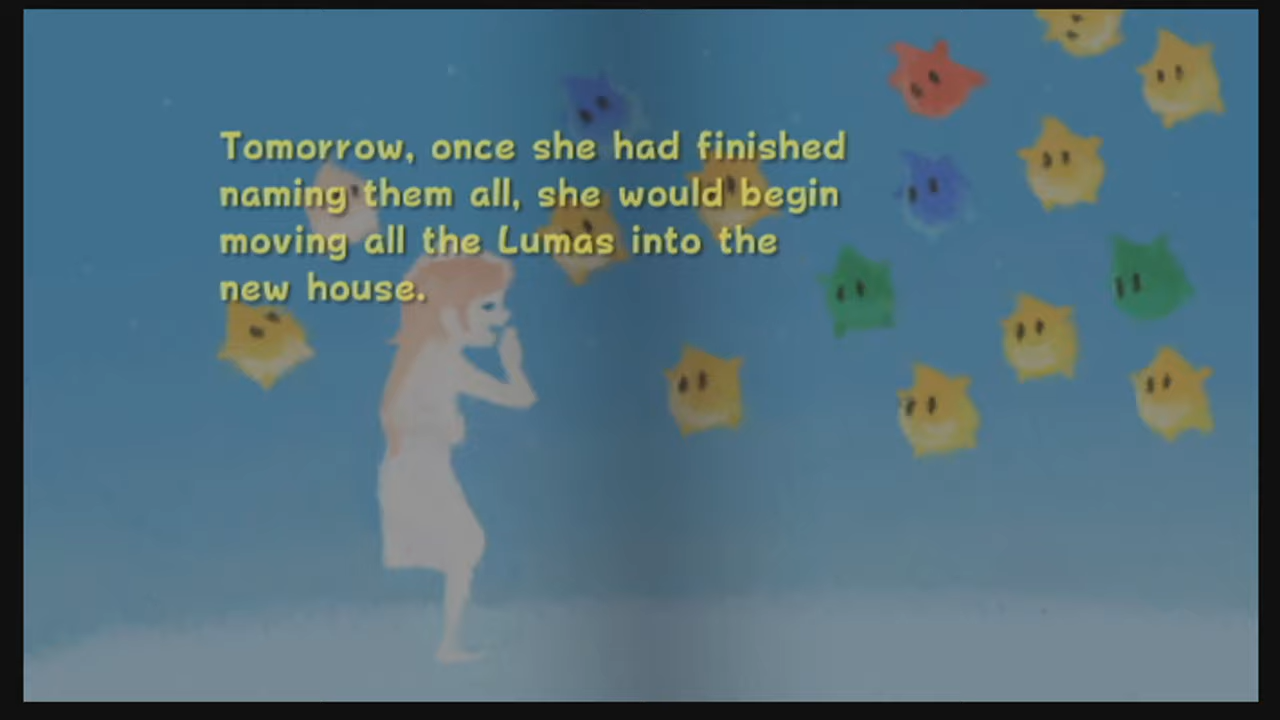 Tomorrow, once she had finished
naming them all, she would begin
moving all the Lumas into the
new house.